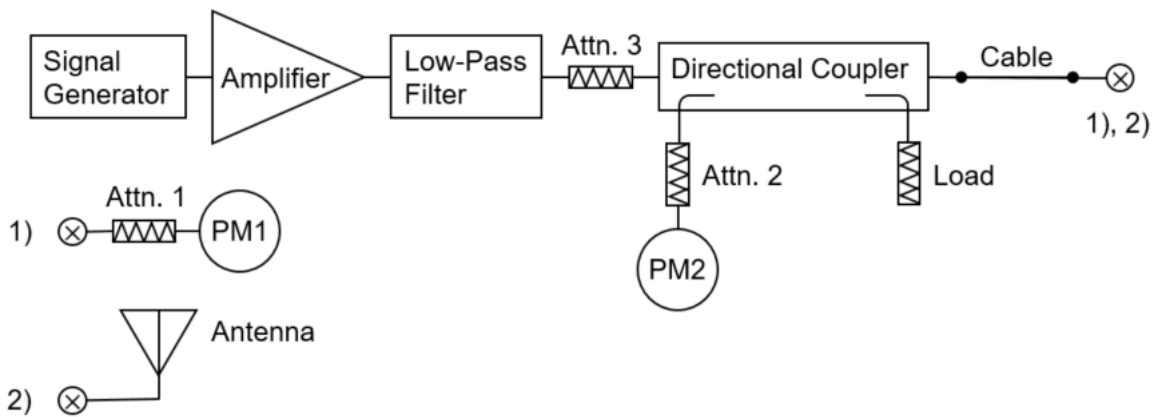 Signal
Generator
Amplifier
Low-Pass
Filter
Attn. 3
Directional Coupler
Cable
1), 2)
Attn. 2
Load
PM2
Attn. 1
1)
PM1
Antenna
2)